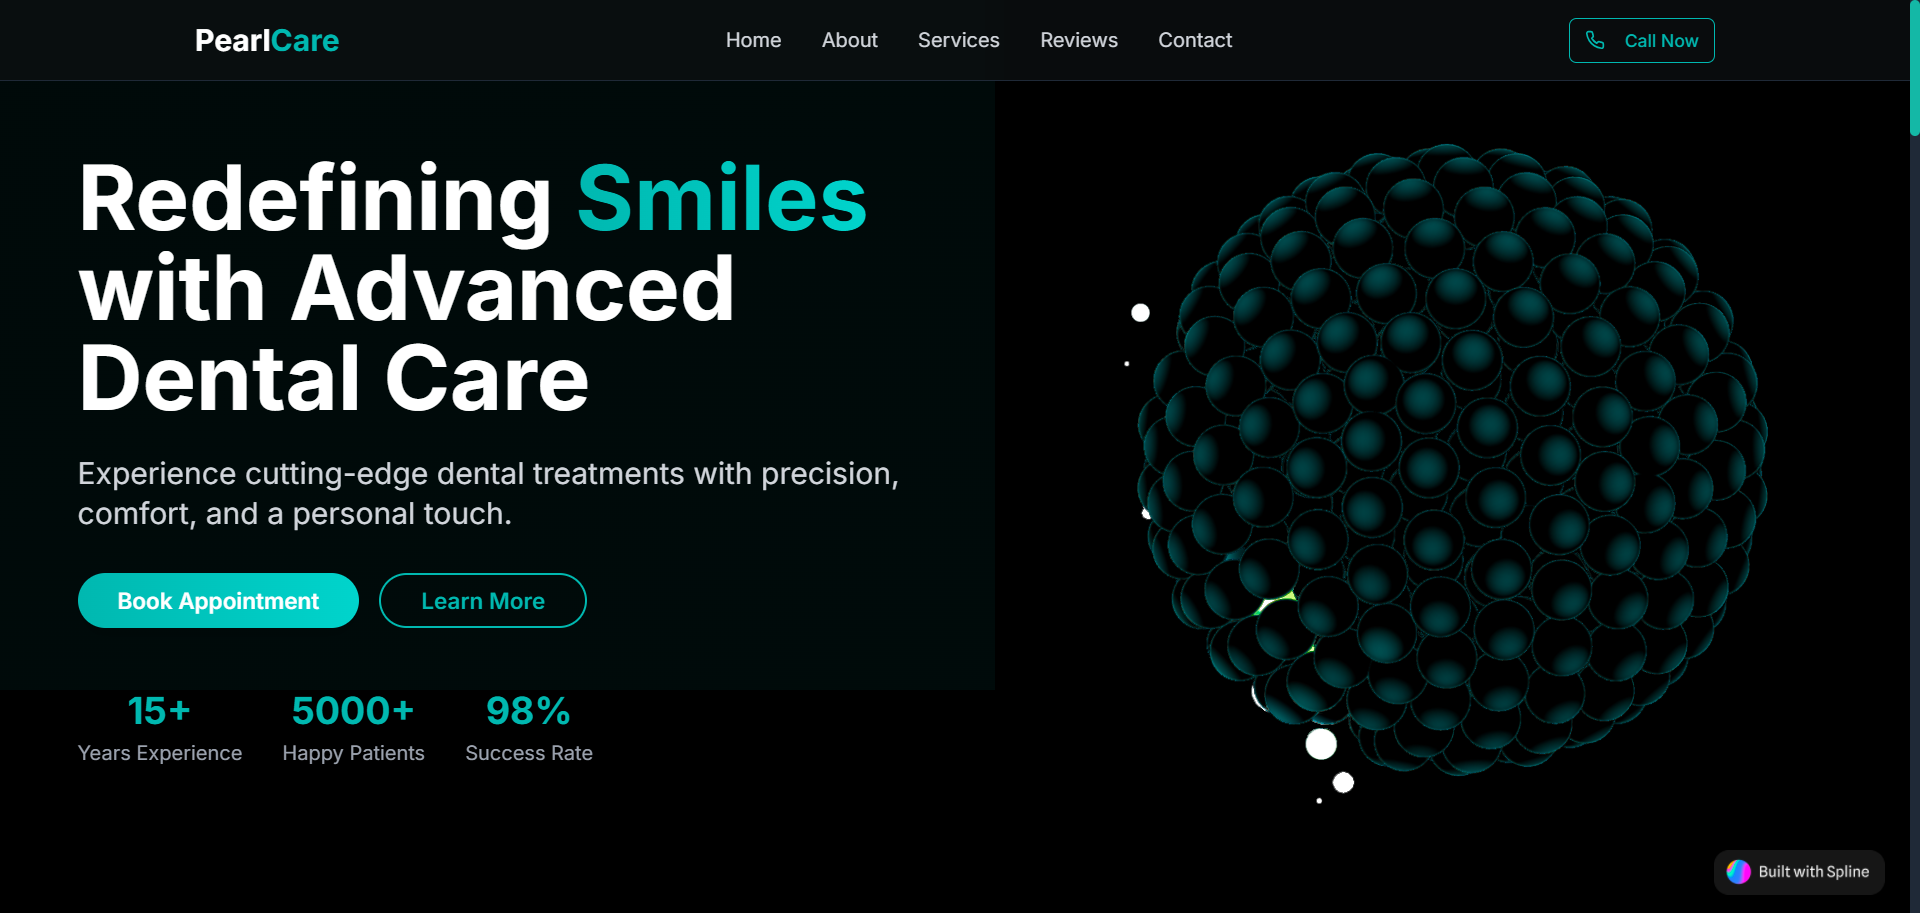 PearlCare
Home
About
Services
Reviews
Contact
Call Now
Redefining Smiles
with Advanced
Dental Care
Experience cutting-edge dental treatments with precision,
comfort, and a personal touch.
Book Appointment
Learn More
15+
Years Experience
5000+
Happy Patients
98%
Success Rate
Built with Spline